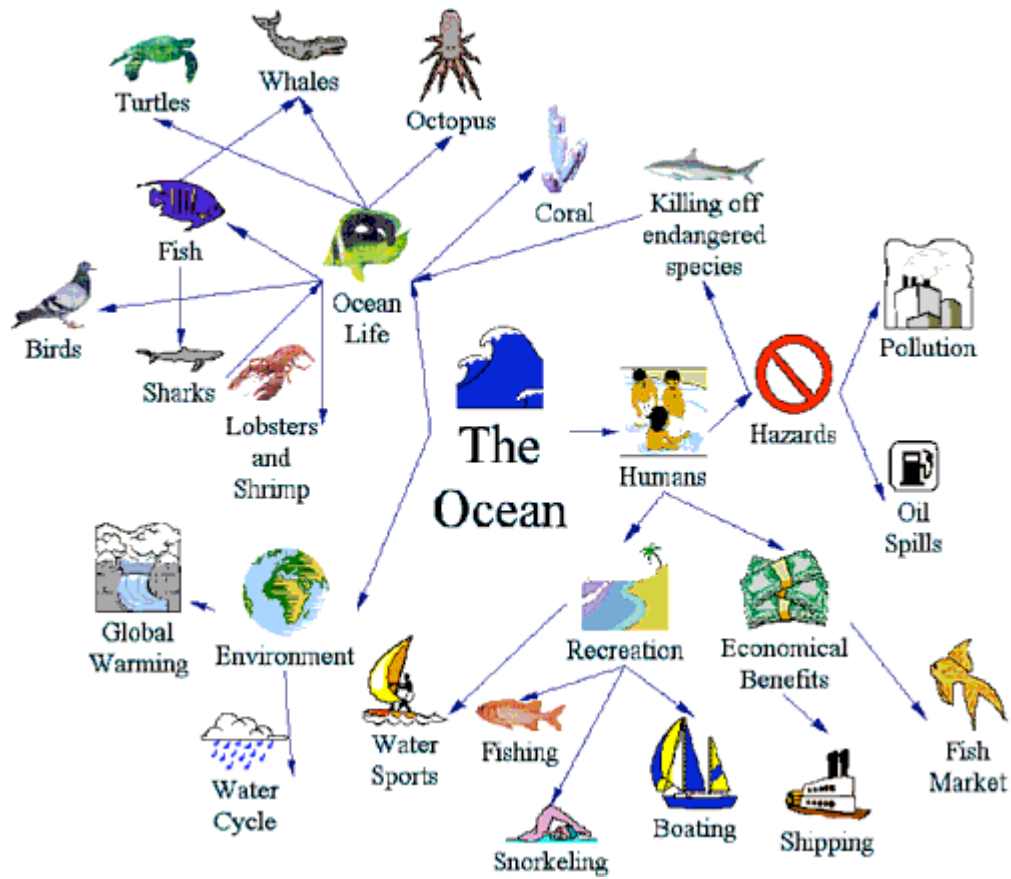 Turtles
Whales
Octopus
Coral
Killing off
endangered
species
Fish
Ocean
Life
Birds
Sharks
Lobsters
and
Shrimp
Pollution
Hazards
The
Ocean
Humans
Oil
Spills
Global
Warming
Environment
Recreation
Economical
Benefits
Water
Cycle
Water
Sports
Fishing
Snorkeling
Boating
Shipping
Fish
Market